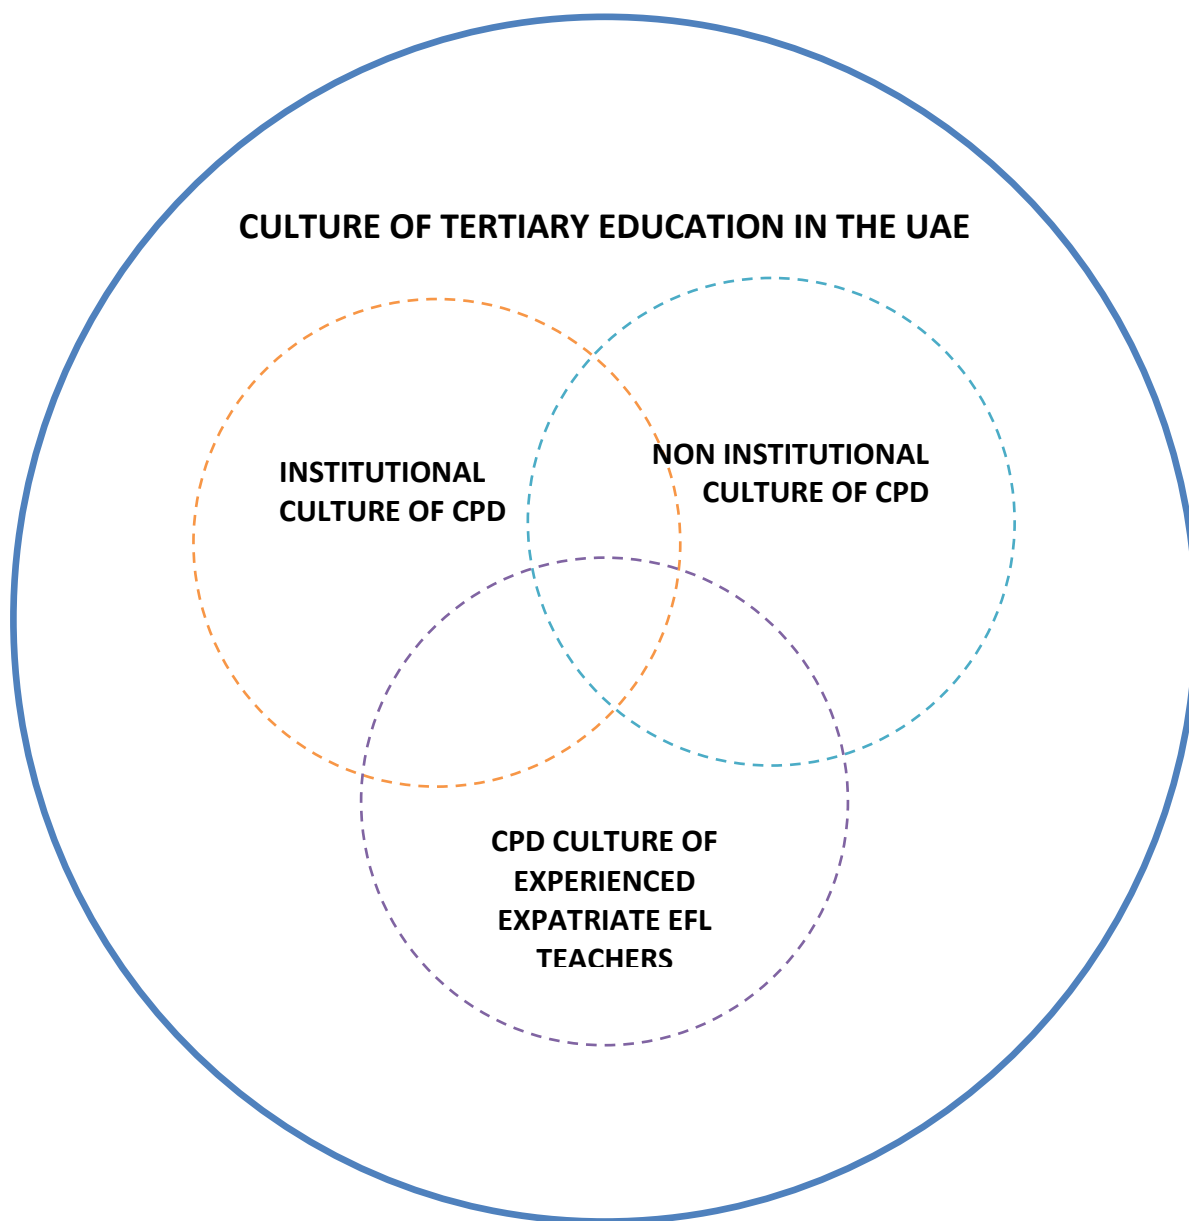 CULTURE OF TERTIARY EDUCATION IN THE UAE
INSTITUTIONAL
CULTURE OF CPD
NON INSTITUTIONAL
CULTURE OF CPD
CPD CULTURE OF
EXPERIENCED
EXPATRIATE EFL
TEACHERS